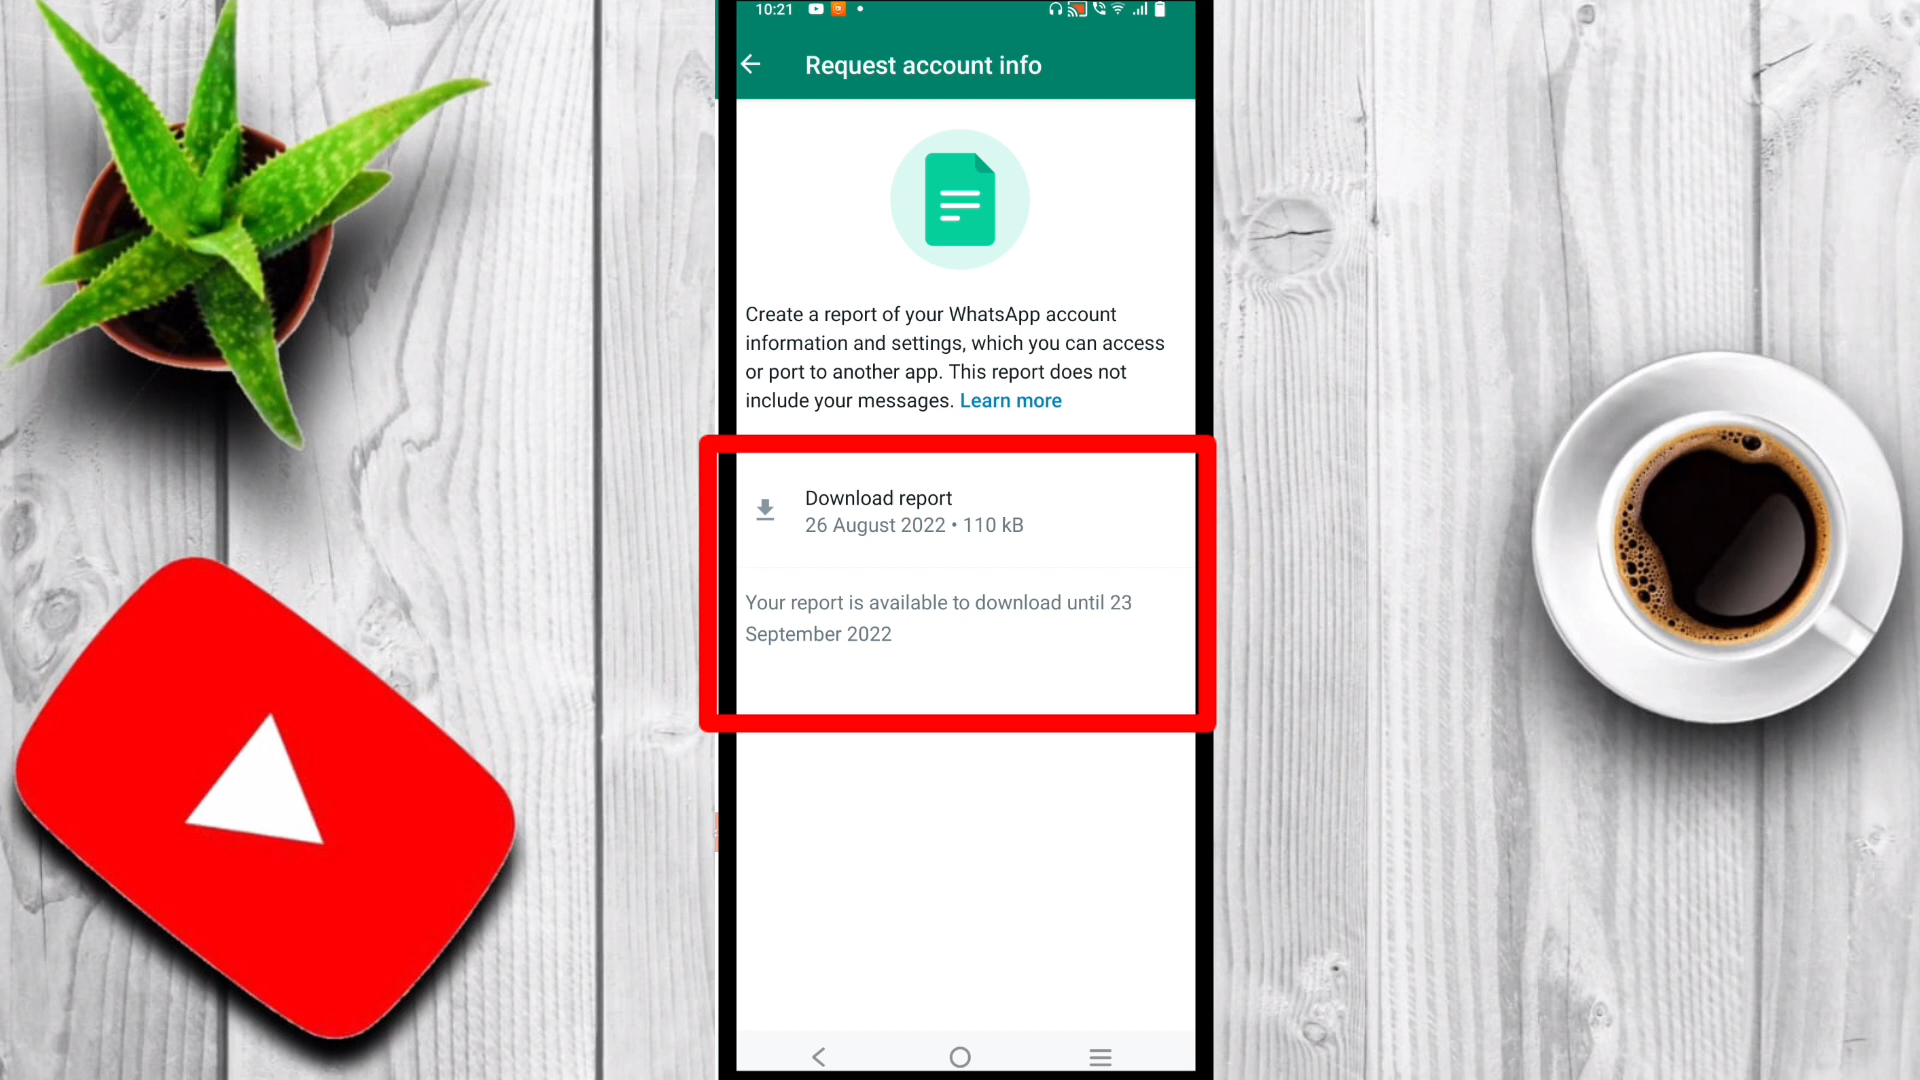 10:21
Request account info
Create a report of your WhatsApp account
information and settings, which you can access
or port to another app. This report does not
include your messages. Learn more
Download report
26 August 2022 • 110 kB
Your report is available to download until 23
September 2022